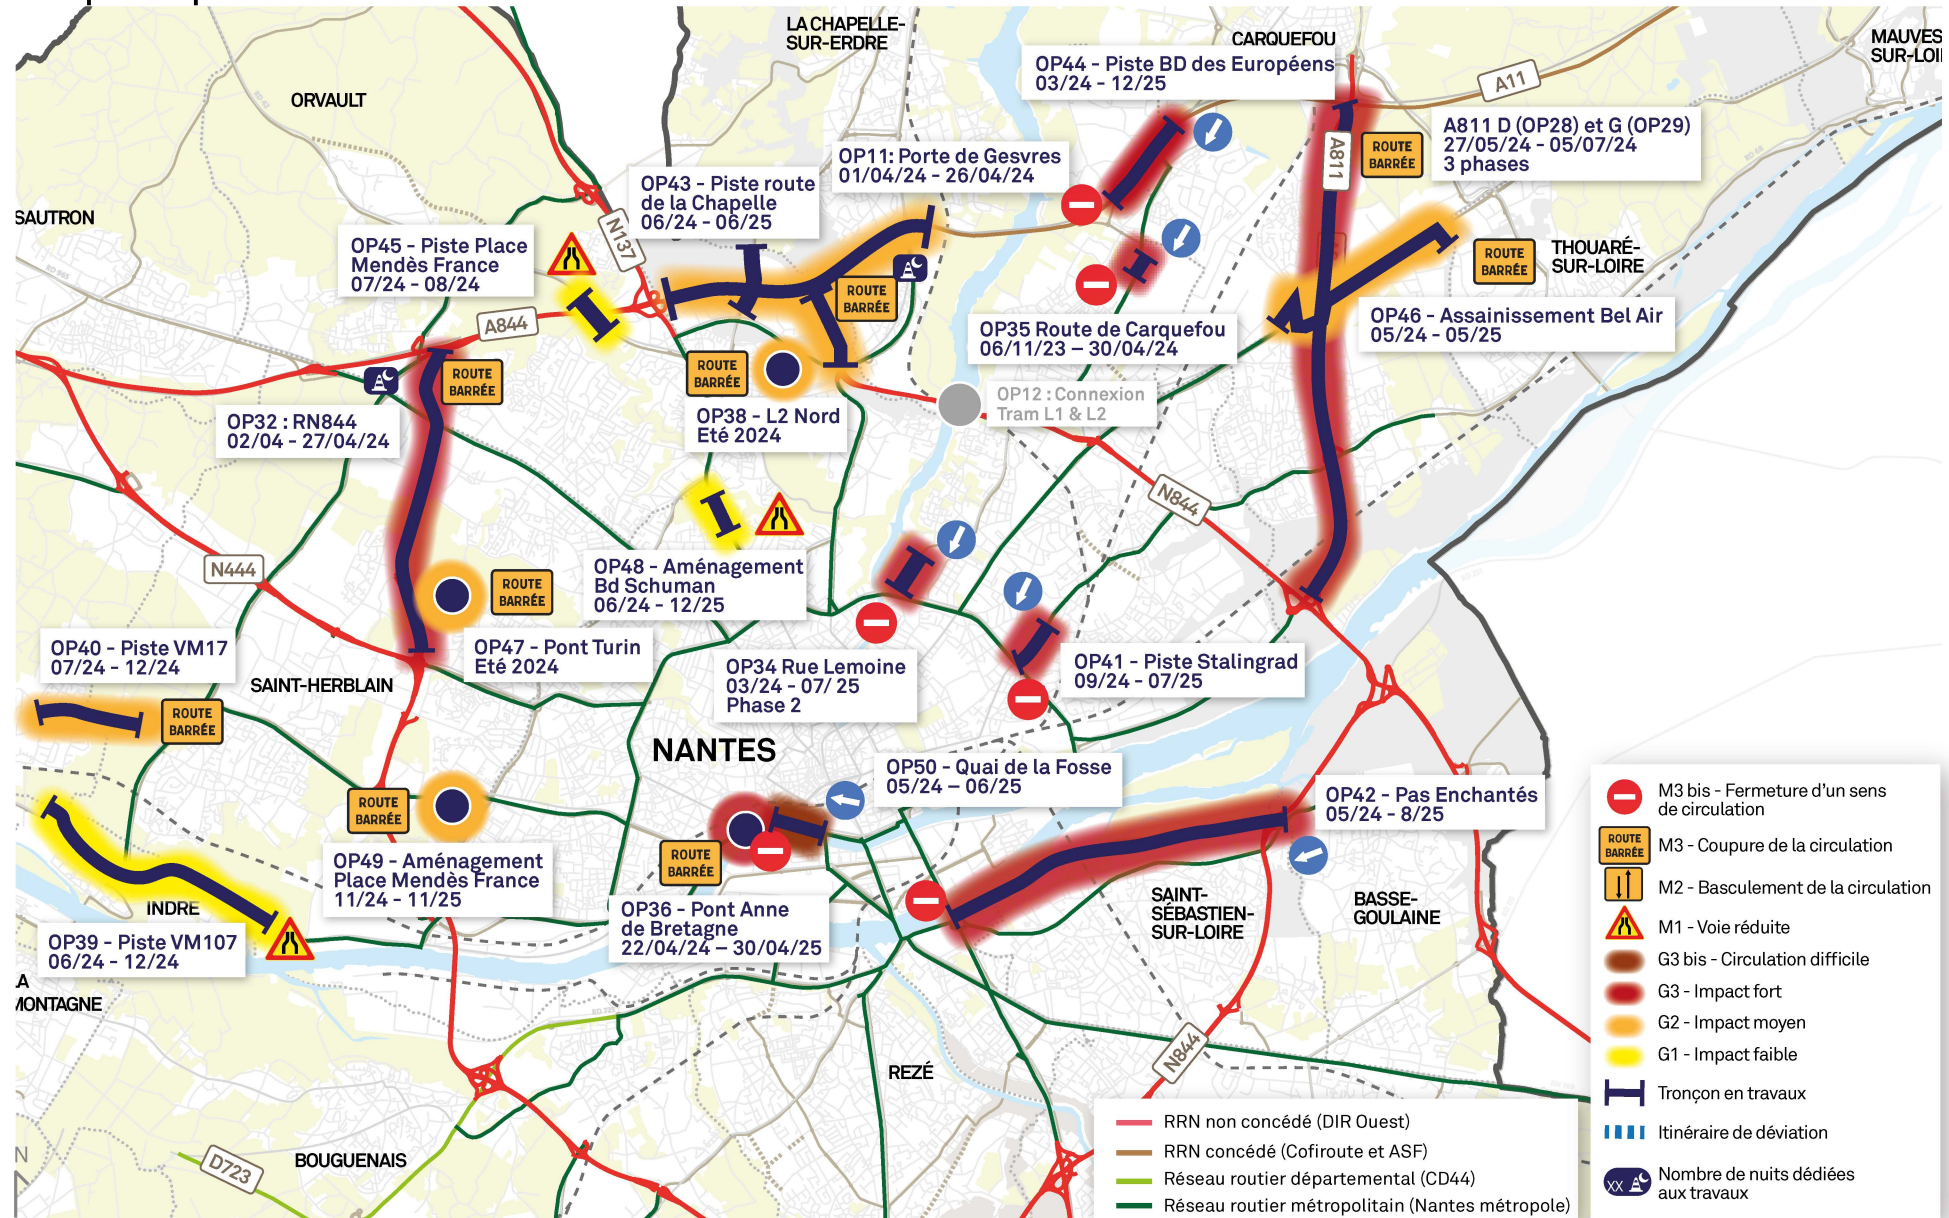 LA CHAPELLE-
SUR-ERDRE
CARQUEFOU
MAUVES
SUR-LOI
ORVAULT
OP44 - Piste BD des Européens
03/24 - 12/25
A11
A811 D (OP28) et G (OP29)
27/05/24 - 05/07/24
3 phases
ROUTE
BARRÉE
A811
OP11: Porte de Gesvres
01/04/24 - 26/04/24
OP43 - Piste route
de la Chapelle
06/24 - 06/25
SAUTRON
N137
OP45 - Piste Place
Mendès France
07/24 - 08/24
ROUTE
BARRÉE
THOUARÉ-
SUR-LOIRE
ROUTE
BARRÉE
A844
OP35 Route de Carquefou
06/11/23 – 30/04/24
OP46 - Assainissement Bel Air
05/24 - 05/25
ROUTE
BARRÉE
ROUTE
BARRÉE
OP12 : Connexion
Tram L1 & L2
OP32 : RN844
02/04 - 27/04/24
OP38 - L2 Nord
Eté 2024
N844
N444
OP48 - Aménagement
Bd Schuman
06/24 - 12/25
ROUTE
BARRÉE
OP40 - Piste VM17
07/24 - 12/24
OP47 - Pont Turin
Eté 2024
OP34 Rue Lemoine
03/24 - 07/ 25
Phase 2
OP41 - Piste Stalingrad
09/24 - 07/25
SAINT-HERBLAIN
ROUTE
BARRÉE
NANTES
OP50 - Quai de la Fosse
05/24 – 06/25
OP42 - Pas Enchantés
05/24 - 8/25
ROUTE
BARRÉE
ROUTE
BARRÉE
OP49 - Aménagement
Place Mendès France
11/24 - 11/25
INDRE
OP36 - Pont Anne
de Bretagne
22/04/24 – 30/04/25
SAINT-
SÉBASTIEN-
SUR-LOIRE
BASSE-
GOULAINE
OP39 - Piste VM107
06/24 - 12/24
LA
MONTAGNE
REZÉ
N844
BOUGUENAIS
D723
N
M3 bis - Fermeture d'un sens
de circulation
ROUTE
BARRÉE
M3 - Coupure de la circulation
M2 - Basculement de la circulation
M1 - Voie réduite
G3 bis - Circulation difficile
G3 - Impact fort
G2 - Impact moyen
G1 - Impact faible
Tronçon en travaux
Itinéraire de déviation
XX
Nombre de nuits dédiées
aux travaux
RRN non concédé (DIR Ouest)
RRN concédé (Cofiroute et ASF)
Réseau routier départemental (CD44)
Réseau routier métropolitain (Nantes métropole)